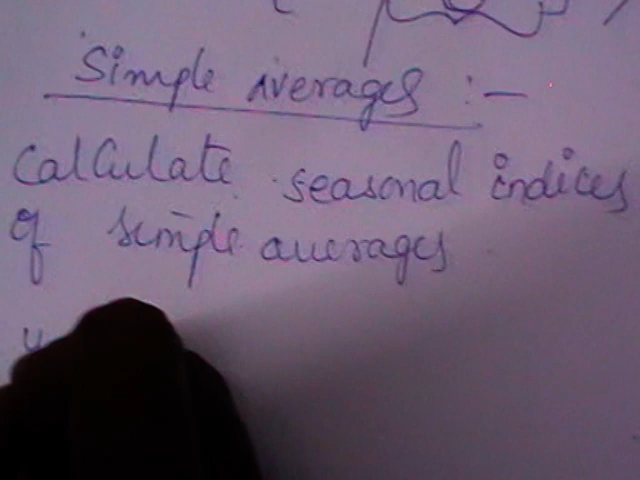 Simple Averages :-
Calculate seasonal indices
of simple averages